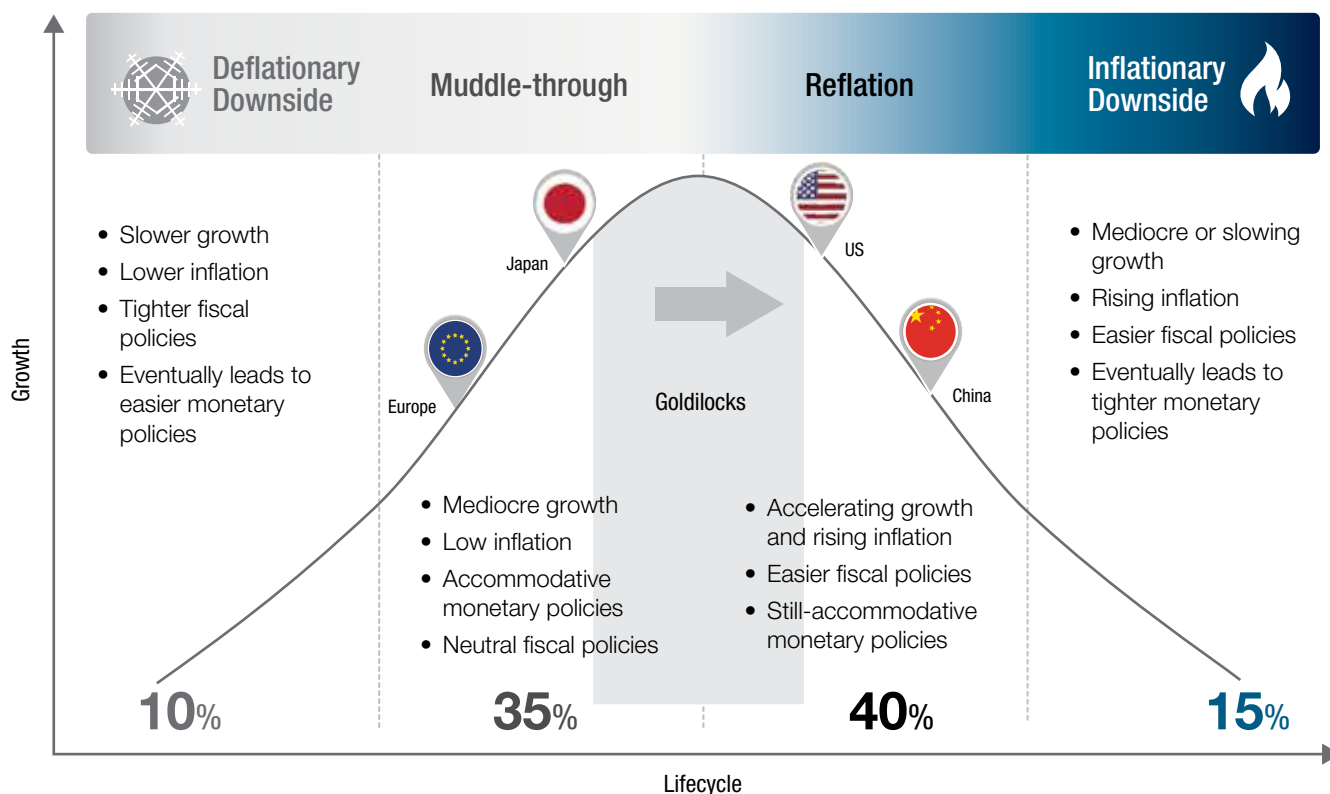 Deflationary
Downside
Muddle-through
Reflation
Inflationary
Downside
Growth
• Slower growth
• Lower inflation
• Tighter fiscal
policies
• Eventually leads to
easier monetary
policies
Europe
Japan
• Mediocre growth
• Low inflation
• Accommodative
monetary policies
• Neutral fiscal policies
Goldilocks
US
China
• Accelerating growth
and rising inflation
• Easier fiscal policies
• Still-accommodative
monetary policies
• Mediocre or slowing
growth
• Rising inflation
• Easier fiscal policies
• Eventually leads to
tighter monetary
policies
10%
35%
40%
15%
Lifecycle